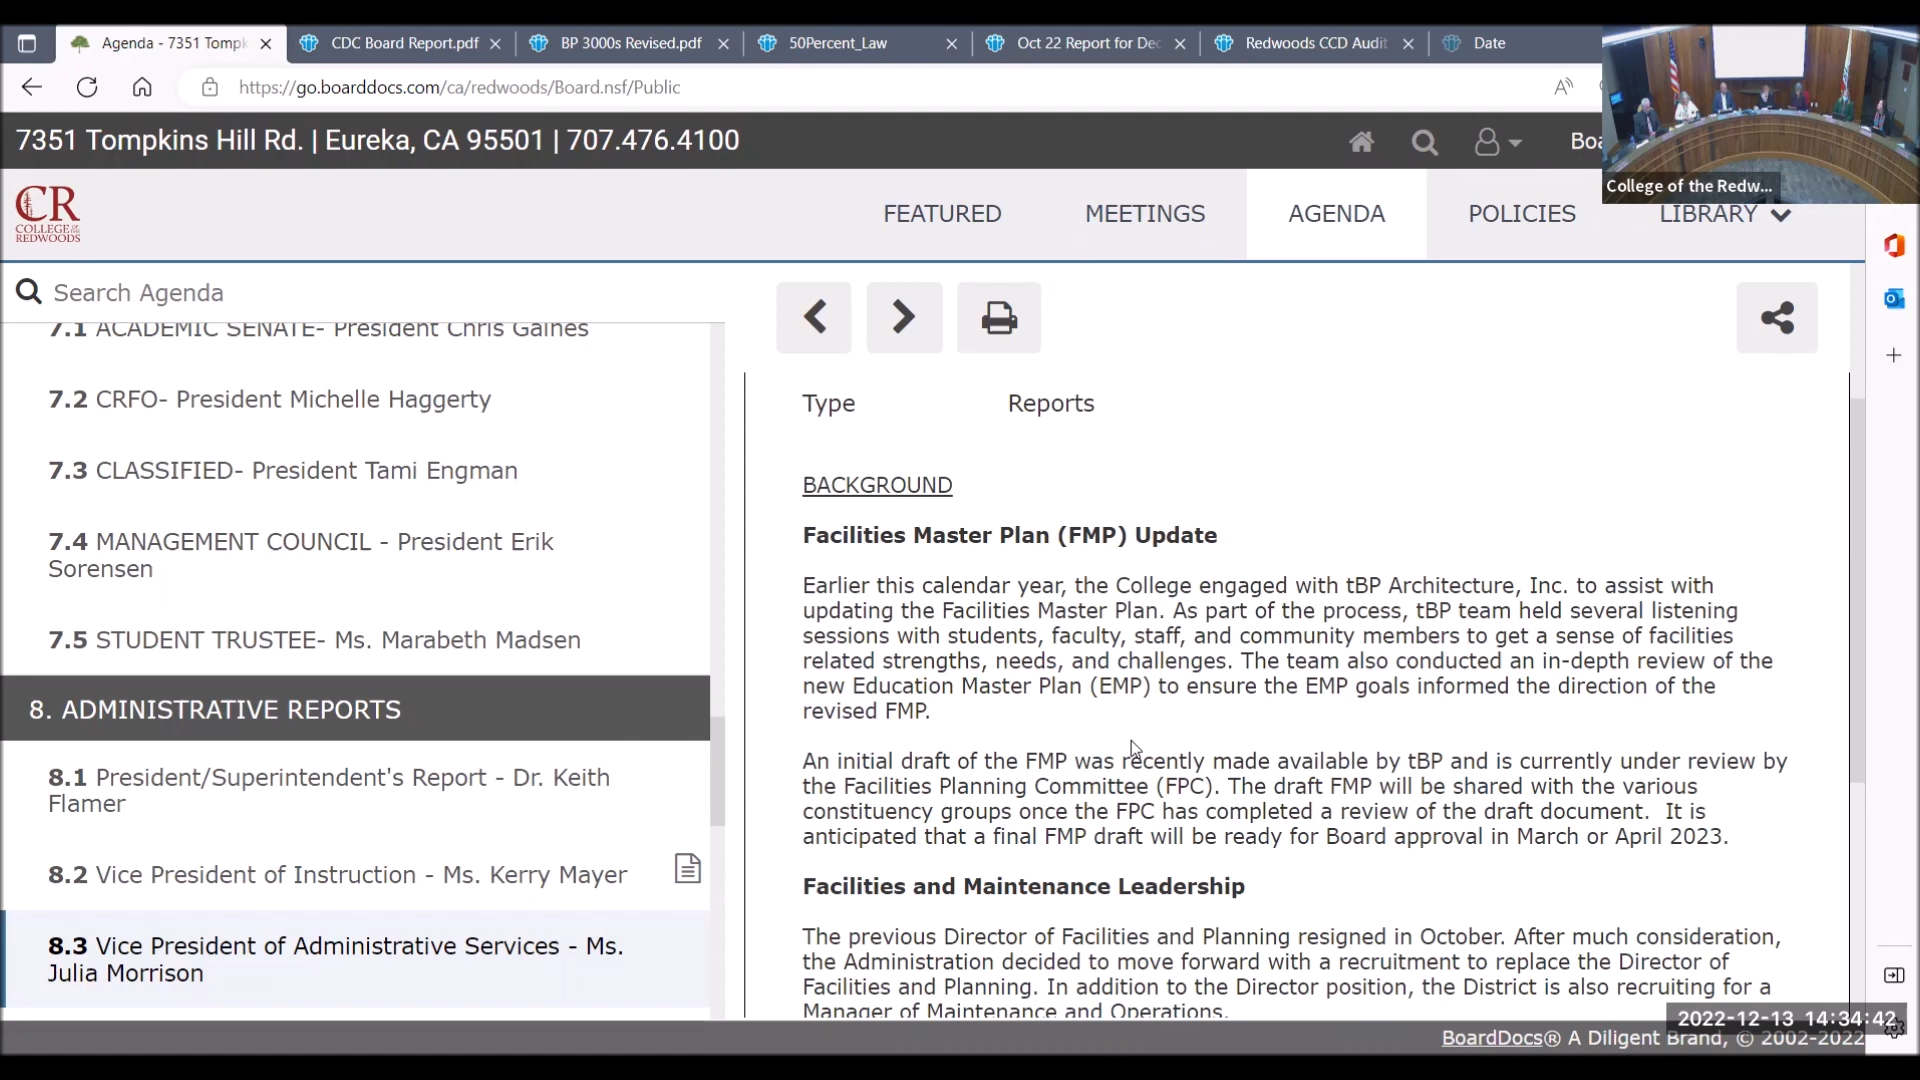 Agenda - 7351 Tompk
CDC Board Report.pdf
BP 3000s Revised.pdf
50Percent_Law
Oct 22 Report for Dec
Redwoods CCD Audit
Date
https://go.boarddocs.com/ca/redwoods/Board.nsf/Public
7351 Tompkins Hill Rd. | Eureka, CA 95501 | 707.476.4100
Boa
College of the Redw...
CR
COLLEGE OF THE
REDWOODS
FEATURED
MEETINGS
AGENDA
POLICIES
LIBRARY
Search Agenda
7.1 ACADEMIC SENATE- President Chris Gaines
7.2 CRFO- President Michelle Haggerty
7.3 CLASSIFIED- President Tami Engman
7.4 MANAGEMENT COUNCIL - President Erik
Sorensen
7.5 STUDENT TRUSTEE- Ms. Marabeth Madsen
8. ADMINISTRATIVE REPORTS
8.1 President/Superintendent's Report - Dr. Keith
Flamer
8.2 Vice President of Instruction - Ms. Kerry Mayer
8.3 Vice President of Administrative Services - Ms.
Julia Morrison
Type Reports
BACKGROUND
Facilities Master Plan (FMP) Update
Earlier this calendar year, the College engaged with tBP Architecture, Inc. to assist with
updating the Facilities Master Plan. As part of the process, tBP team held several listening
sessions with students, faculty, staff, and community members to get a sense of facilities
related strengths, needs, and challenges. The team also conducted an in-depth review of the
new Education Master Plan (EMP) to ensure the EMP goals informed the direction of the
revised FMP.
An initial draft of the FMP was recently made available by tBP and is currently under review by
the Facilities Planning Committee (FPC). The draft FMP will be shared with the various
constituency groups once the FPC has completed a review of the draft document. It is
anticipated that a final FMP draft will be ready for Board approval in March or April 2023.
Facilities and Maintenance Leadership
The previous Director of Facilities and Planning resigned in October. After much consideration,
the Administration decided to move forward with a recruitment to replace the Director of
Facilities and Planning. In addition to the Director position, the District is also recruiting for a
Manager of Maintenance and Operations.
2022-12-13 14:34:42
BoardDocs® A Diligent Brand, © 2002-2022